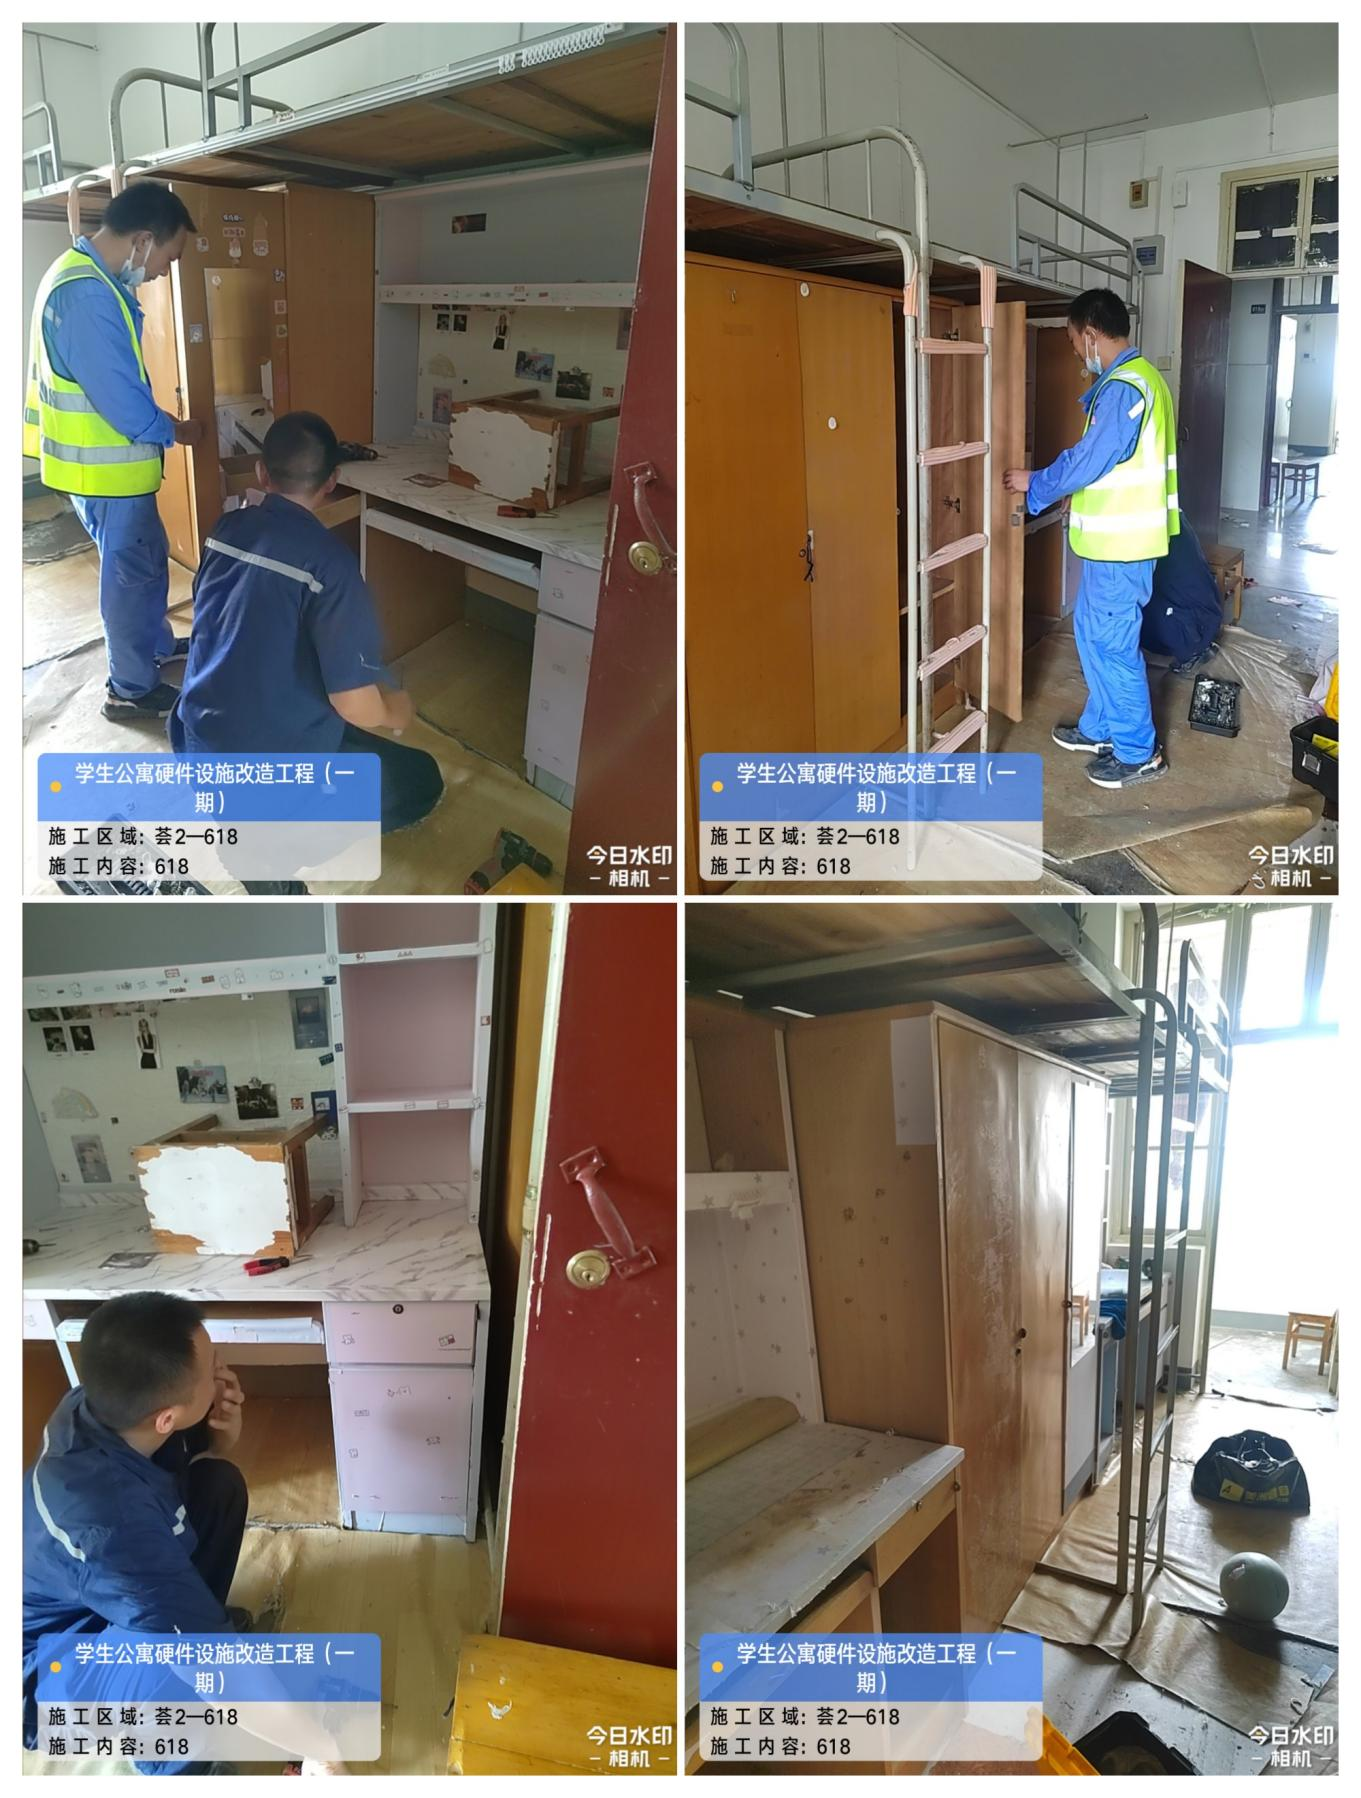 学生公寓硬件设施改造工程（一
期）
施工区域: 荟2—618
施工内容: 618
今日水印
相机
学生公寓硬件设施改造工程（一
期）
施工区域: 荟2—618
施工内容: 618
今日水印
相机
学生公寓硬件设施改造工程（一
期）
施工区域: 荟2—618
施工内容: 618
今日水印
相机
学生公寓硬件设施改造工程（一
期）
施工区域: 荟2—618
施工内容: 618
今日水印
相机